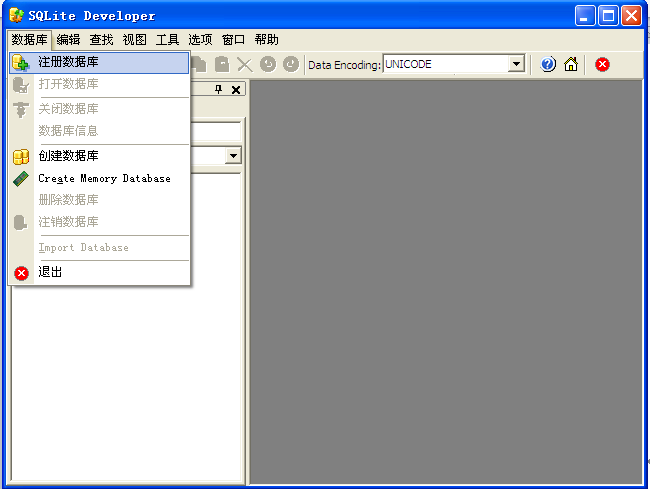 SQLite Developer
数据库 编辑 查找 视图 工具 选项 窗口 帮助
Data Encoding: UNICODE
注册数据库
打开数据库
关闭数据库
数据库信息
创建数据库
Create Memory Database
删除数据库
注销数据库
Import Database
退出